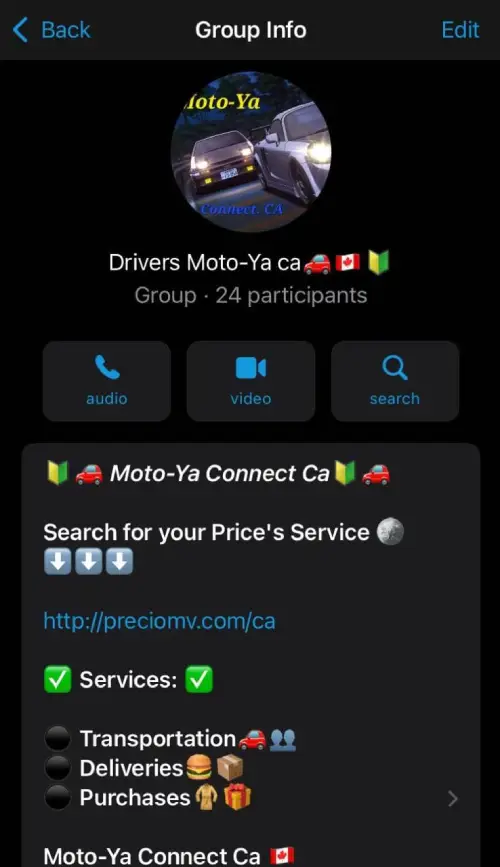 Back
Group Info
Edit
Moto-Ya
Connect. CA
Drivers Moto-Ya ca🚗🇨🇦🔰
Group · 24 participants
audio
video
search
🔰🚗 Moto-Ya Connect Ca🔰🚗
Search for your Price's Service 🪙
⬇️⬇️⬇️
http://preciomv.com/ca
✅ Services: ✅
⚫ Transportation🚗👥
⚫ Deliveries🍔📦
⚫ Purchases🧥🎁
Moto-Ya Connect Ca 🇨🇦